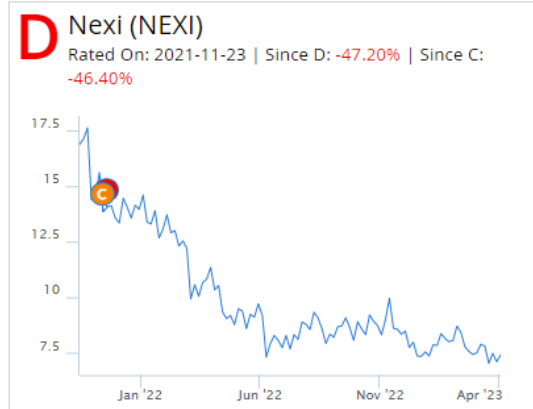 D
Nexi (NEXI)
Rated On: 2021-11-23 | Since D: -47.20% | Since C:
-46.40%
17.5
15
C
12.5
10
7.5
Jan '22
Jun '22
Nov '22
Apr '23